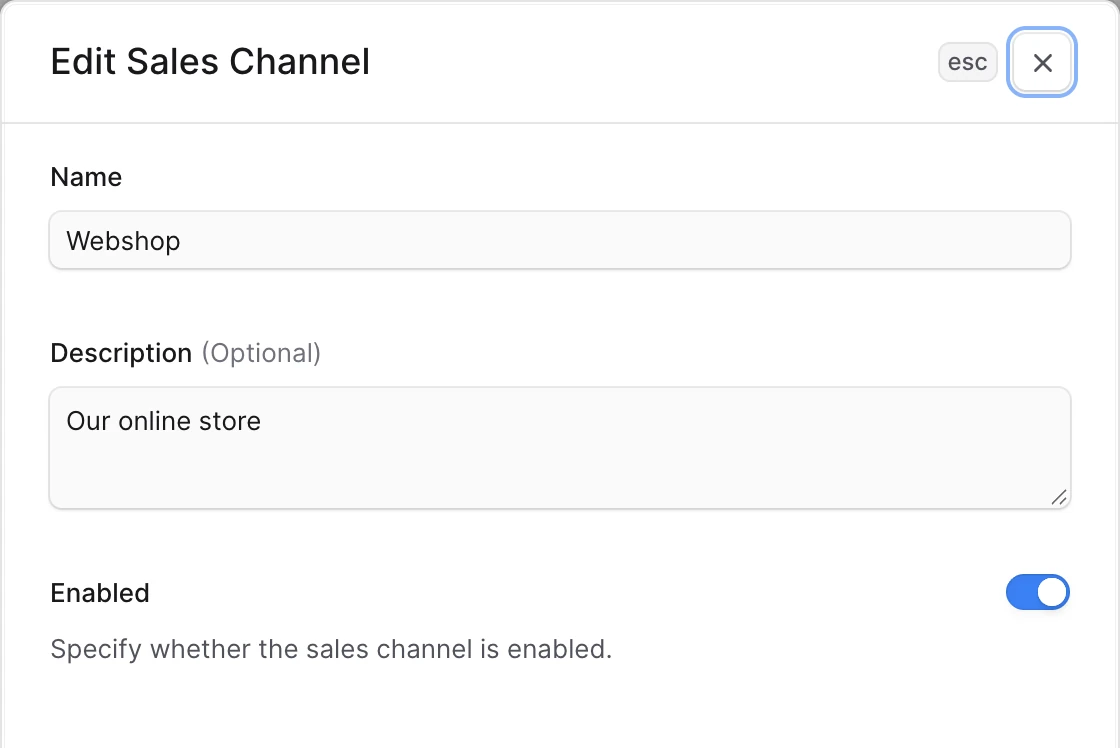 Edit Sales Channel esc
Name
Webshop
Description (Optional)
Our online store
Enabled
Specify whether the sales channel is enabled.